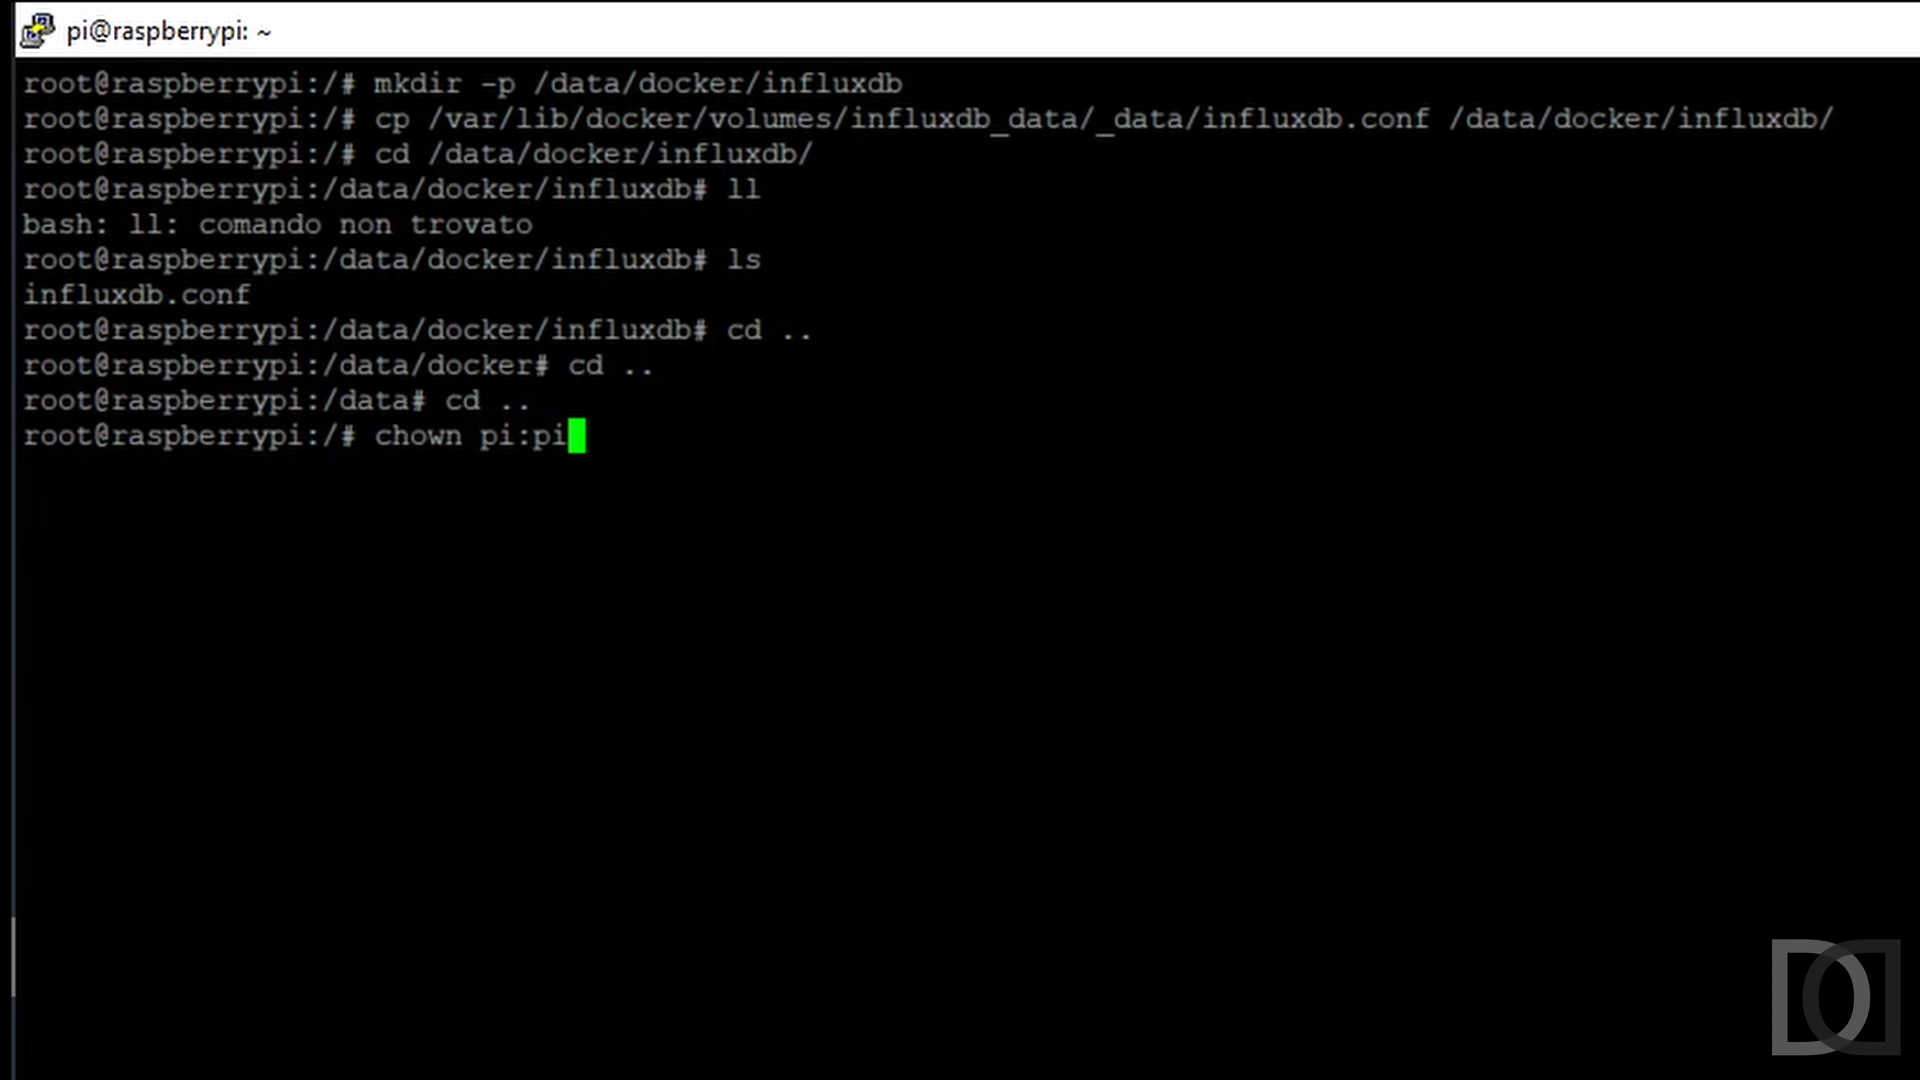 pi@raspberrypi: ~
root@raspberrypi:/# mkdir -p /data/docker/influxdb
root@raspberrypi:/# cp /var/lib/docker/volumes/influxdb_data/_data/influxdb.conf /data/docker/influxdb/
root@raspberrypi:/# cd /data/docker/influxdb/
root@raspberrypi:/data/docker/influxdb# ll
bash: ll: comando non trovato
root@raspberrypi:/data/docker/influxdb# ls
influxdb.conf
root@raspberrypi:/data/docker/influxdb# cd ..
root@raspberrypi:/data/docker# cd ..
root@raspberrypi:/data# cd ..
root@raspberrypi:/# chown pi:pi